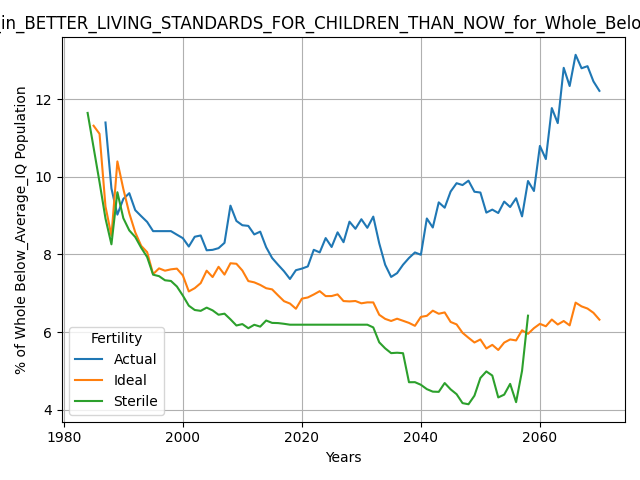 _in_BETTER_LIVING_STANDARDS_FOR_CHILDREN_THAN_NOW_for_Whole_Belo
% of Whole Below_Average_IQ Population
12
10
8
6
4
Fertility
Actual
Ideal
Sterile
1980 2000 2020 2040 2060
Years